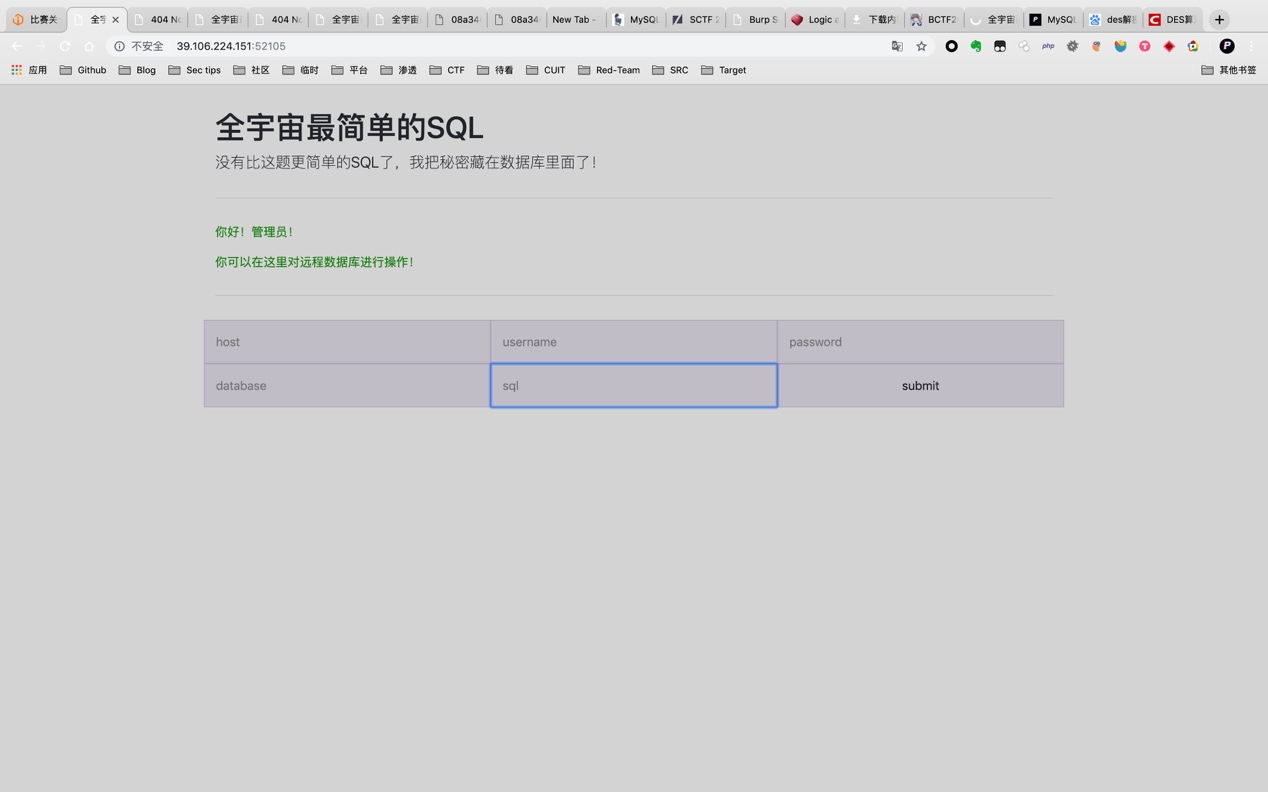 比赛关
全宇
404 No
全宇宙
404 No
全宇宙
全宇宙
08a34
08a34
New Tab -
MySQL
SCTF 2
Burp S
Logic a
下载内
BCTF2
全宇宙
MySQL
des解密
DES算
不安全 39.106.224.151:52105
应用 Github Blog Sec tips 社区 临时 平台 渗透 CTF 待看 CUIT Red-Team SRC Target 其他书签
全宇宙最简单的SQL
没有比这题更简单的SQL了，我把秘密藏在数据库里面了！
你好！管理员！
你可以在这里对远程数据库进行操作！
host username password
database sql submit